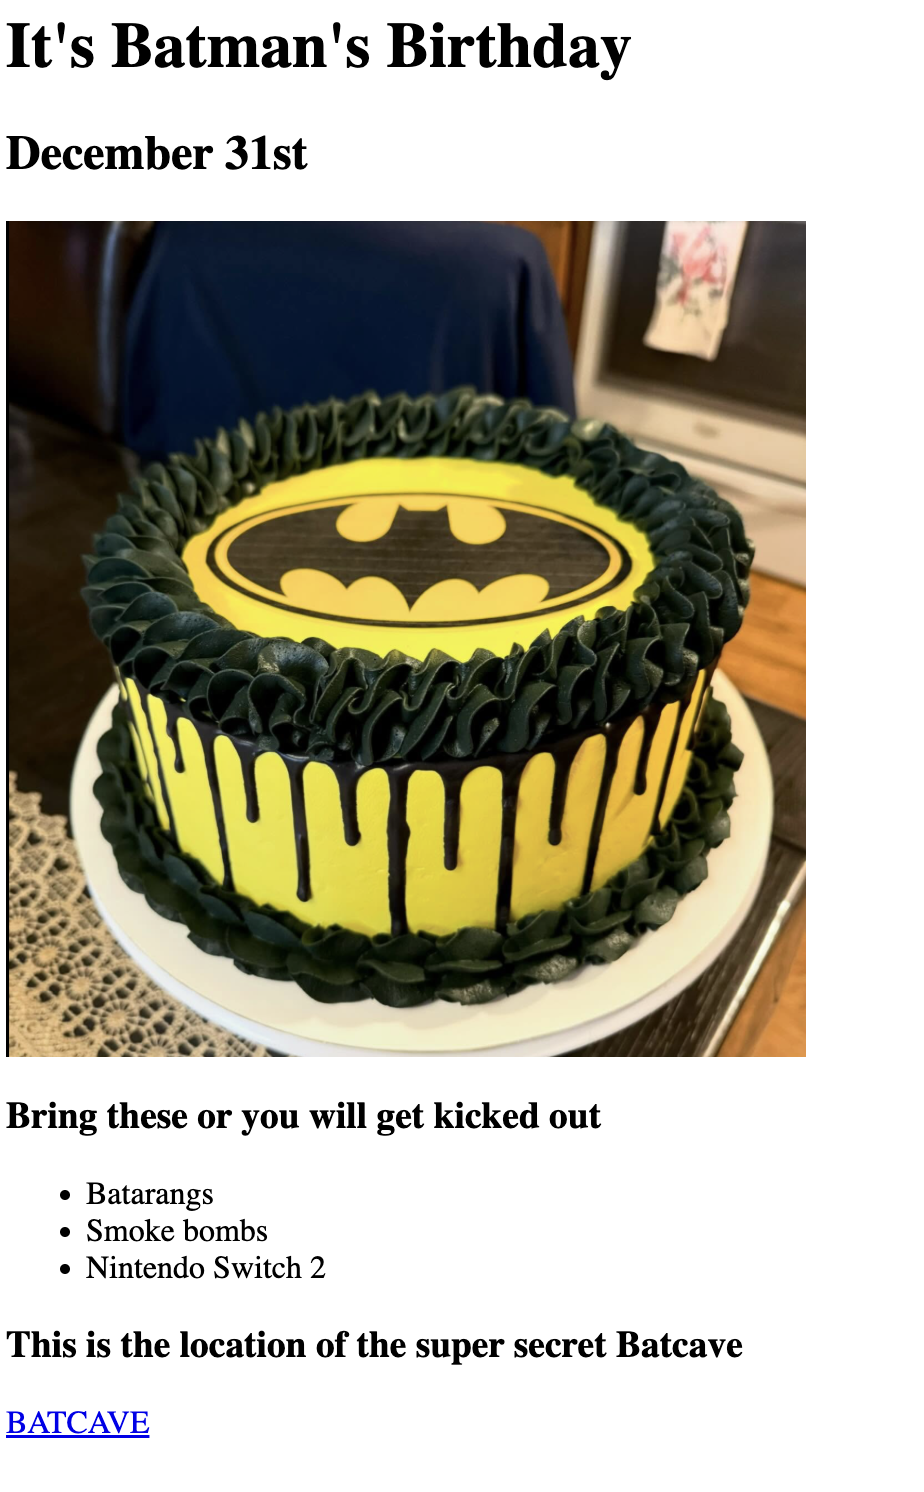 It's Batman's Birthday
December 31st
Bring these or you will get kicked out
Batarangs
Smoke bombs
Nintendo Switch 2
This is the location of the super secret Batcave
BATCAVE